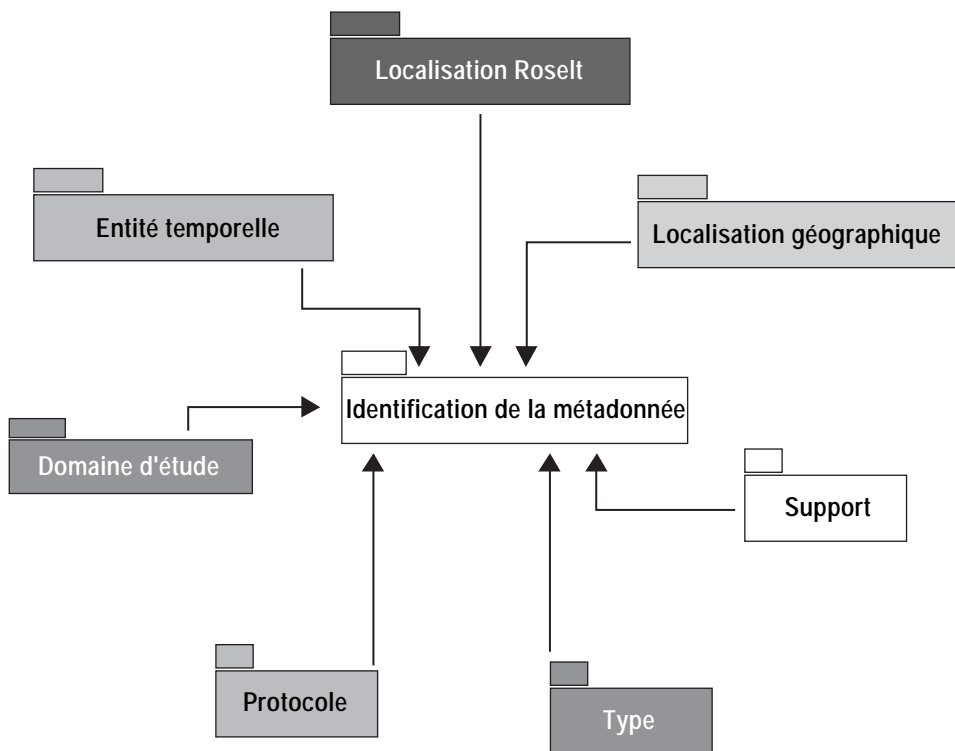 Localisation Roselt
Entité temporelle
Localisation géographique
Identification de la métadonnée
Domaine d'étude
Support
Protocole
Type